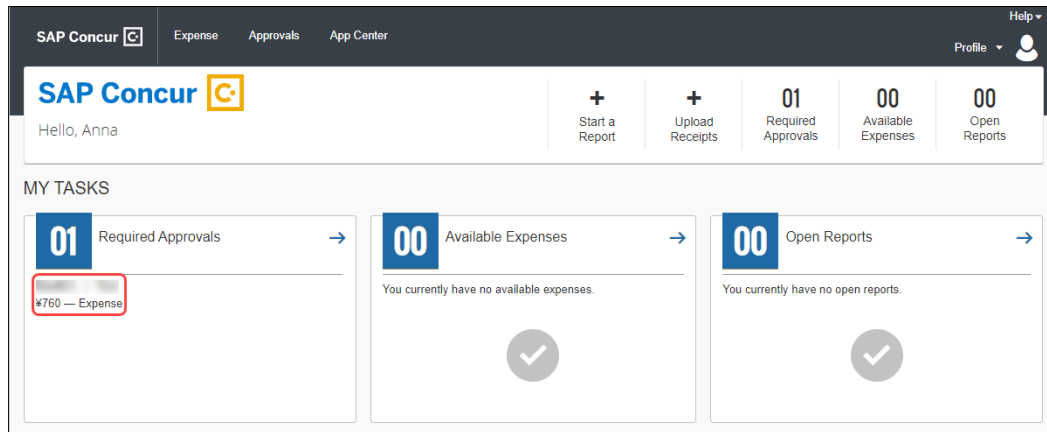 Help
SAP Concur C
Expense
Approvals
App Center
Profile
SAP Concur C
Hello, Anna
+
Start a
Report
+
Upload
Receipts
01
Required
Approvals
00
Available
Expenses
00
Open
Reports
MY TASKS
01
Required Approvals
¥760 — Expense
00
Available Expenses
You currently have no available expenses.
00
Open Reports
You currently have no open reports.